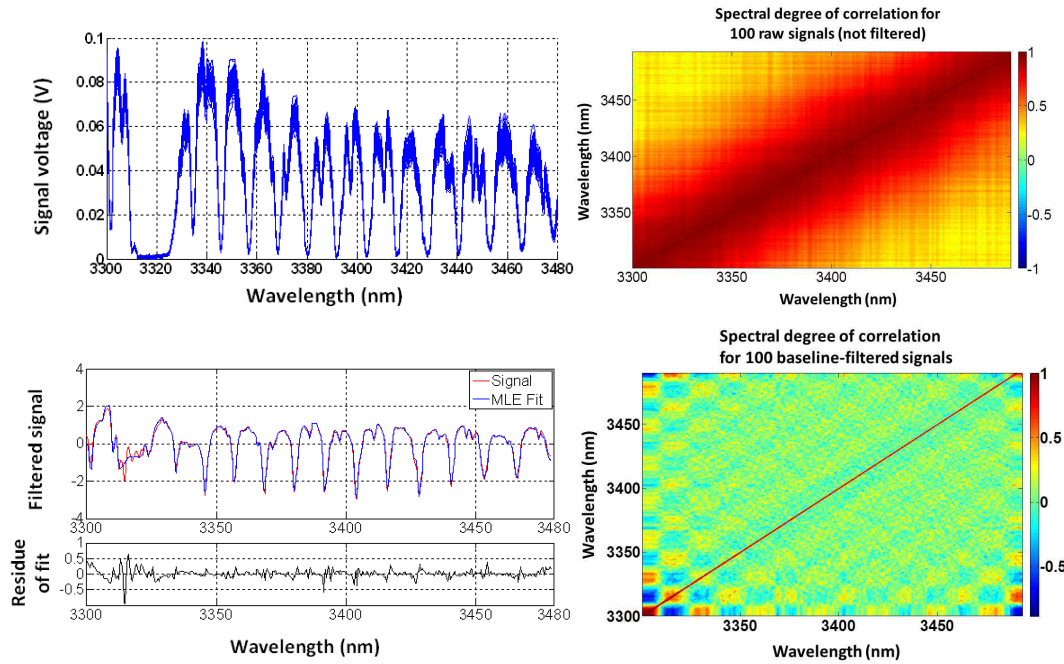 Signal voltage (V)
0.1
0.08
0.06
0.04
0.02
0
3300 3320 3340 3360 3380 3400 3420 3440 3460 3480
Wavelength (nm)
Spectral degree of correlation for
100 raw signals (not filtered)
Wavelength (nm)
3450
3400
3350
3300 3350 3400 3450
Wavelength (nm)
1
0.5
0
-0.5
-1
Filtered signal
4
2
0
-2
-4
Signal
MLE Fit
3300 3350 3400 3450 3480
Residue
of fit
0.5
0
-0.5
3300 3350 3400 3450 3480
Wavelength (nm)
Spectral degree of correlation
for 100 baseline-filtered signals
Wavelength (nm)
3450
3400
3350
3300
3350 3400 3450
Wavelength (nm)
1
0.5
0
-0.5
-1